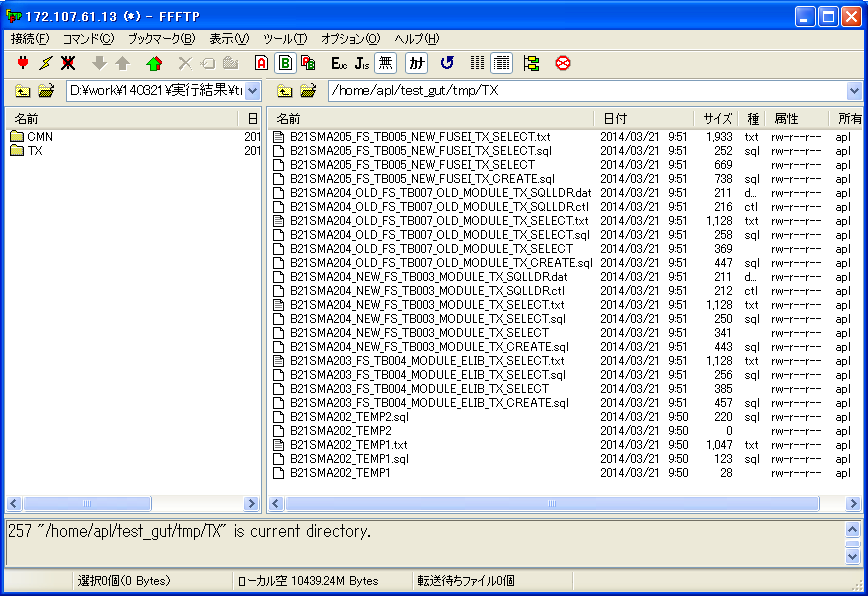 172.107.61.13 (*) - FFFTP
接続(F) コマンド(C) ブックマーク(B) 表示(V) ツール(T) オプション(O) ヘルプ(H)
A B B Euc JIS 無 カナ
D:¥work¥140321¥実行結果¥t /home/apl/test_gut/tmp/TX
名前 日
CMN 201
TX 201
名前 日付 サイズ 種 属性 所有
B21SMA205_FS_TB005_NEW_FUSEI_TX_SELECT.txt 2014/03/21 9:51 1,933 txt rw-r--r-- apl
B21SMA205_FS_TB005_NEW_FUSEI_TX_SELECT.sql 2014/03/21 9:51 252 sql rw-r--r-- apl
B21SMA205_FS_TB005_NEW_FUSEI_TX_SELECT 2014/03/21 9:51 669 rw-r--r-- apl
B21SMA205_FS_TB005_NEW_FUSEI_TX_CREATE.sql 2014/03/21 9:51 738 sql rw-r--r-- apl
B21SMA204_OLD_FS_TB007_OLD_MODULE_TX_SQLLDR.dat 2014/03/21 9:51 211 d... rw-r--r-- apl
B21SMA204_OLD_FS_TB007_OLD_MODULE_TX_SQLLDR.ctl 2014/03/21 9:51 216 ctl rw-r--r-- apl
B21SMA204_OLD_FS_TB007_OLD_MODULE_TX_SELECT.txt 2014/03/21 9:51 1,128 txt rw-r--r-- apl
B21SMA204_OLD_FS_TB007_OLD_MODULE_TX_SELECT.sql 2014/03/21 9:51 258 sql rw-r--r-- apl
B21SMA204_OLD_FS_TB007_OLD_MODULE_TX_SELECT 2014/03/21 9:51 369 rw-r--r-- apl
B21SMA204_OLD_FS_TB007_OLD_MODULE_TX_CREATE.sql 2014/03/21 9:51 447 sql rw-r--r-- apl
B21SMA204_NEW_FS_TB003_MODULE_TX_SQLLDR.dat 2014/03/21 9:51 211 d... rw-r--r-- apl
B21SMA204_NEW_FS_TB003_MODULE_TX_SQLLDR.ctl 2014/03/21 9:51 212 ctl rw-r--r-- apl
B21SMA204_NEW_FS_TB003_MODULE_TX_SELECT.txt 2014/03/21 9:51 1,128 txt rw-r--r-- apl
B21SMA204_NEW_FS_TB003_MODULE_TX_SELECT.sql 2014/03/21 9:51 250 sql rw-r--r-- apl
B21SMA204_NEW_FS_TB003_MODULE_TX_SELECT 2014/03/21 9:51 341 rw-r--r-- apl
B21SMA204_NEW_FS_TB003_MODULE_TX_CREATE.sql 2014/03/21 9:51 443 sql rw-r--r-- apl
B21SMA203_FS_TB004_MODULE_ELIB_TX_SELECT.txt 2014/03/21 9:51 1,128 txt rw-r--r-- apl
B21SMA203_FS_TB004_MODULE_ELIB_TX_SELECT.sql 2014/03/21 9:51 256 sql rw-r--r-- apl
B21SMA203_FS_TB004_MODULE_ELIB_TX_SELECT 2014/03/21 9:51 385 rw-r--r-- apl
B21SMA203_FS_TB004_MODULE_ELIB_TX_CREATE.sql 2014/03/21 9:51 457 sql rw-r--r-- apl
B21SMA202_TEMP2.sql 2014/03/21 9:50 220 sql rw-r--r-- apl
B21SMA202_TEMP2 2014/03/21 9:50 0 rw-r--r-- apl
B21SMA202_TEMP1.txt 2014/03/21 9:50 1,047 txt rw-r--r-- apl
B21SMA202_TEMP1.sql 2014/03/21 9:50 123 sql rw-r--r-- apl
B21SMA202_TEMP1 2014/03/21 9:50 28 rw-r--r-- apl
257 "/home/apl/test_gut/tmp/TX" is current directory.
選択0個(0 Bytes) ローカル空 10439.24M Bytes 転送待ちファイル0個